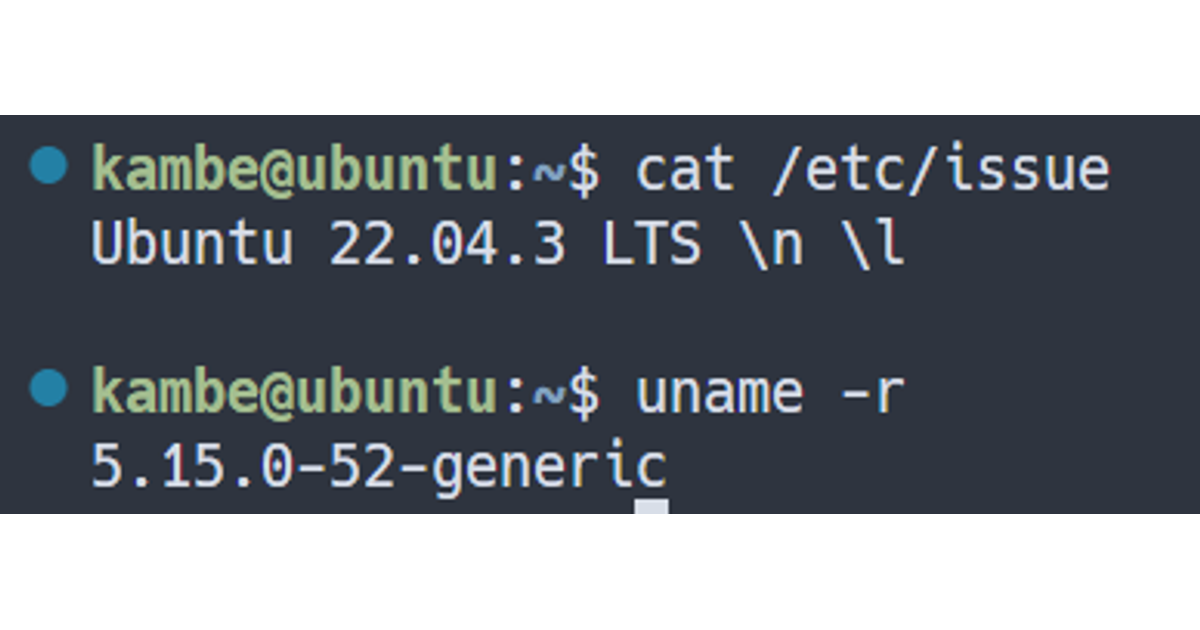 kambe@ubuntu:~$ cat /etc/issue
Ubuntu 22.04.3 LTS \n \l
kambe@ubuntu:~$ uname -r
5.15.0-52-generic